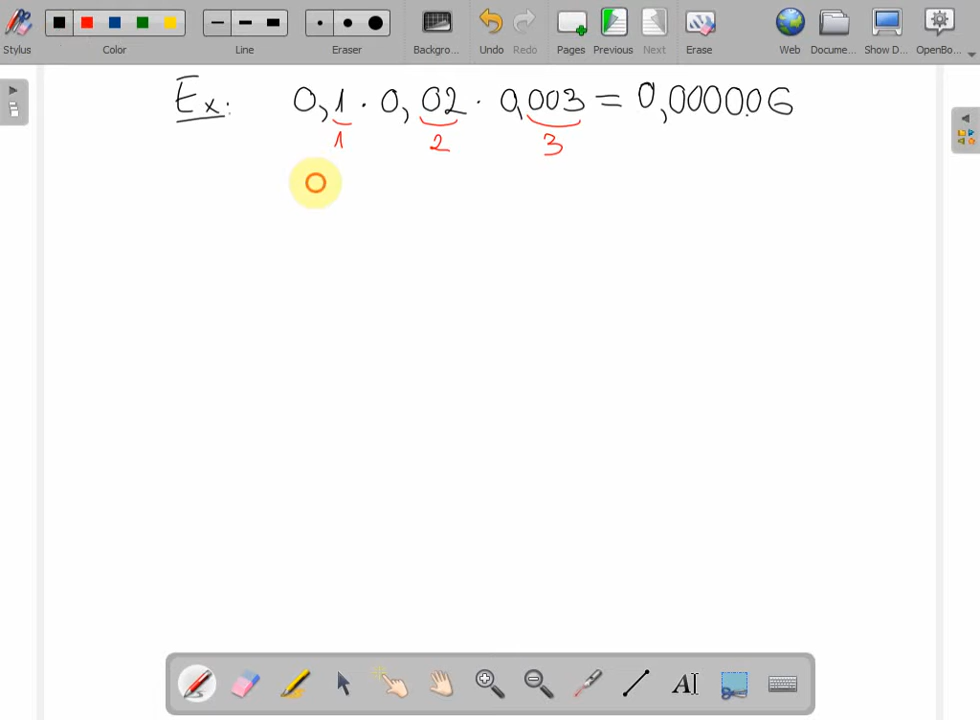 Stylus Color Line Eraser Backgro... Undo Redo Pages Previous Next Erase Web Docume... Show D... OpenBo...
Ex: 0,1 · 0,02 · 0,003 = 0,000006
1 2 3
AI